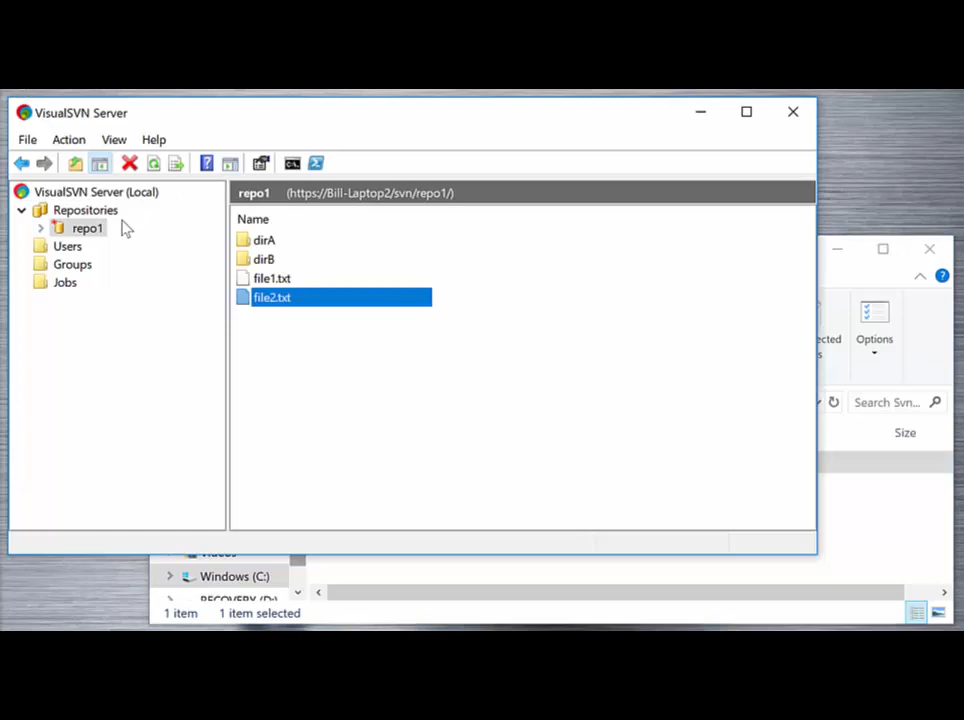 VisualSVN Server
File Action View Help
VisualSVN Server (Local)
Repositories
repo1
Users
Groups
Jobs
repo1 (https://Bill-Laptop2/svn/repo1/)
Name
dirA
dirB
file1.txt
file2.txt
Options
Search Svn...
Size
Windows (C:)
RECOVERY (D:)
1 item 1 item selected